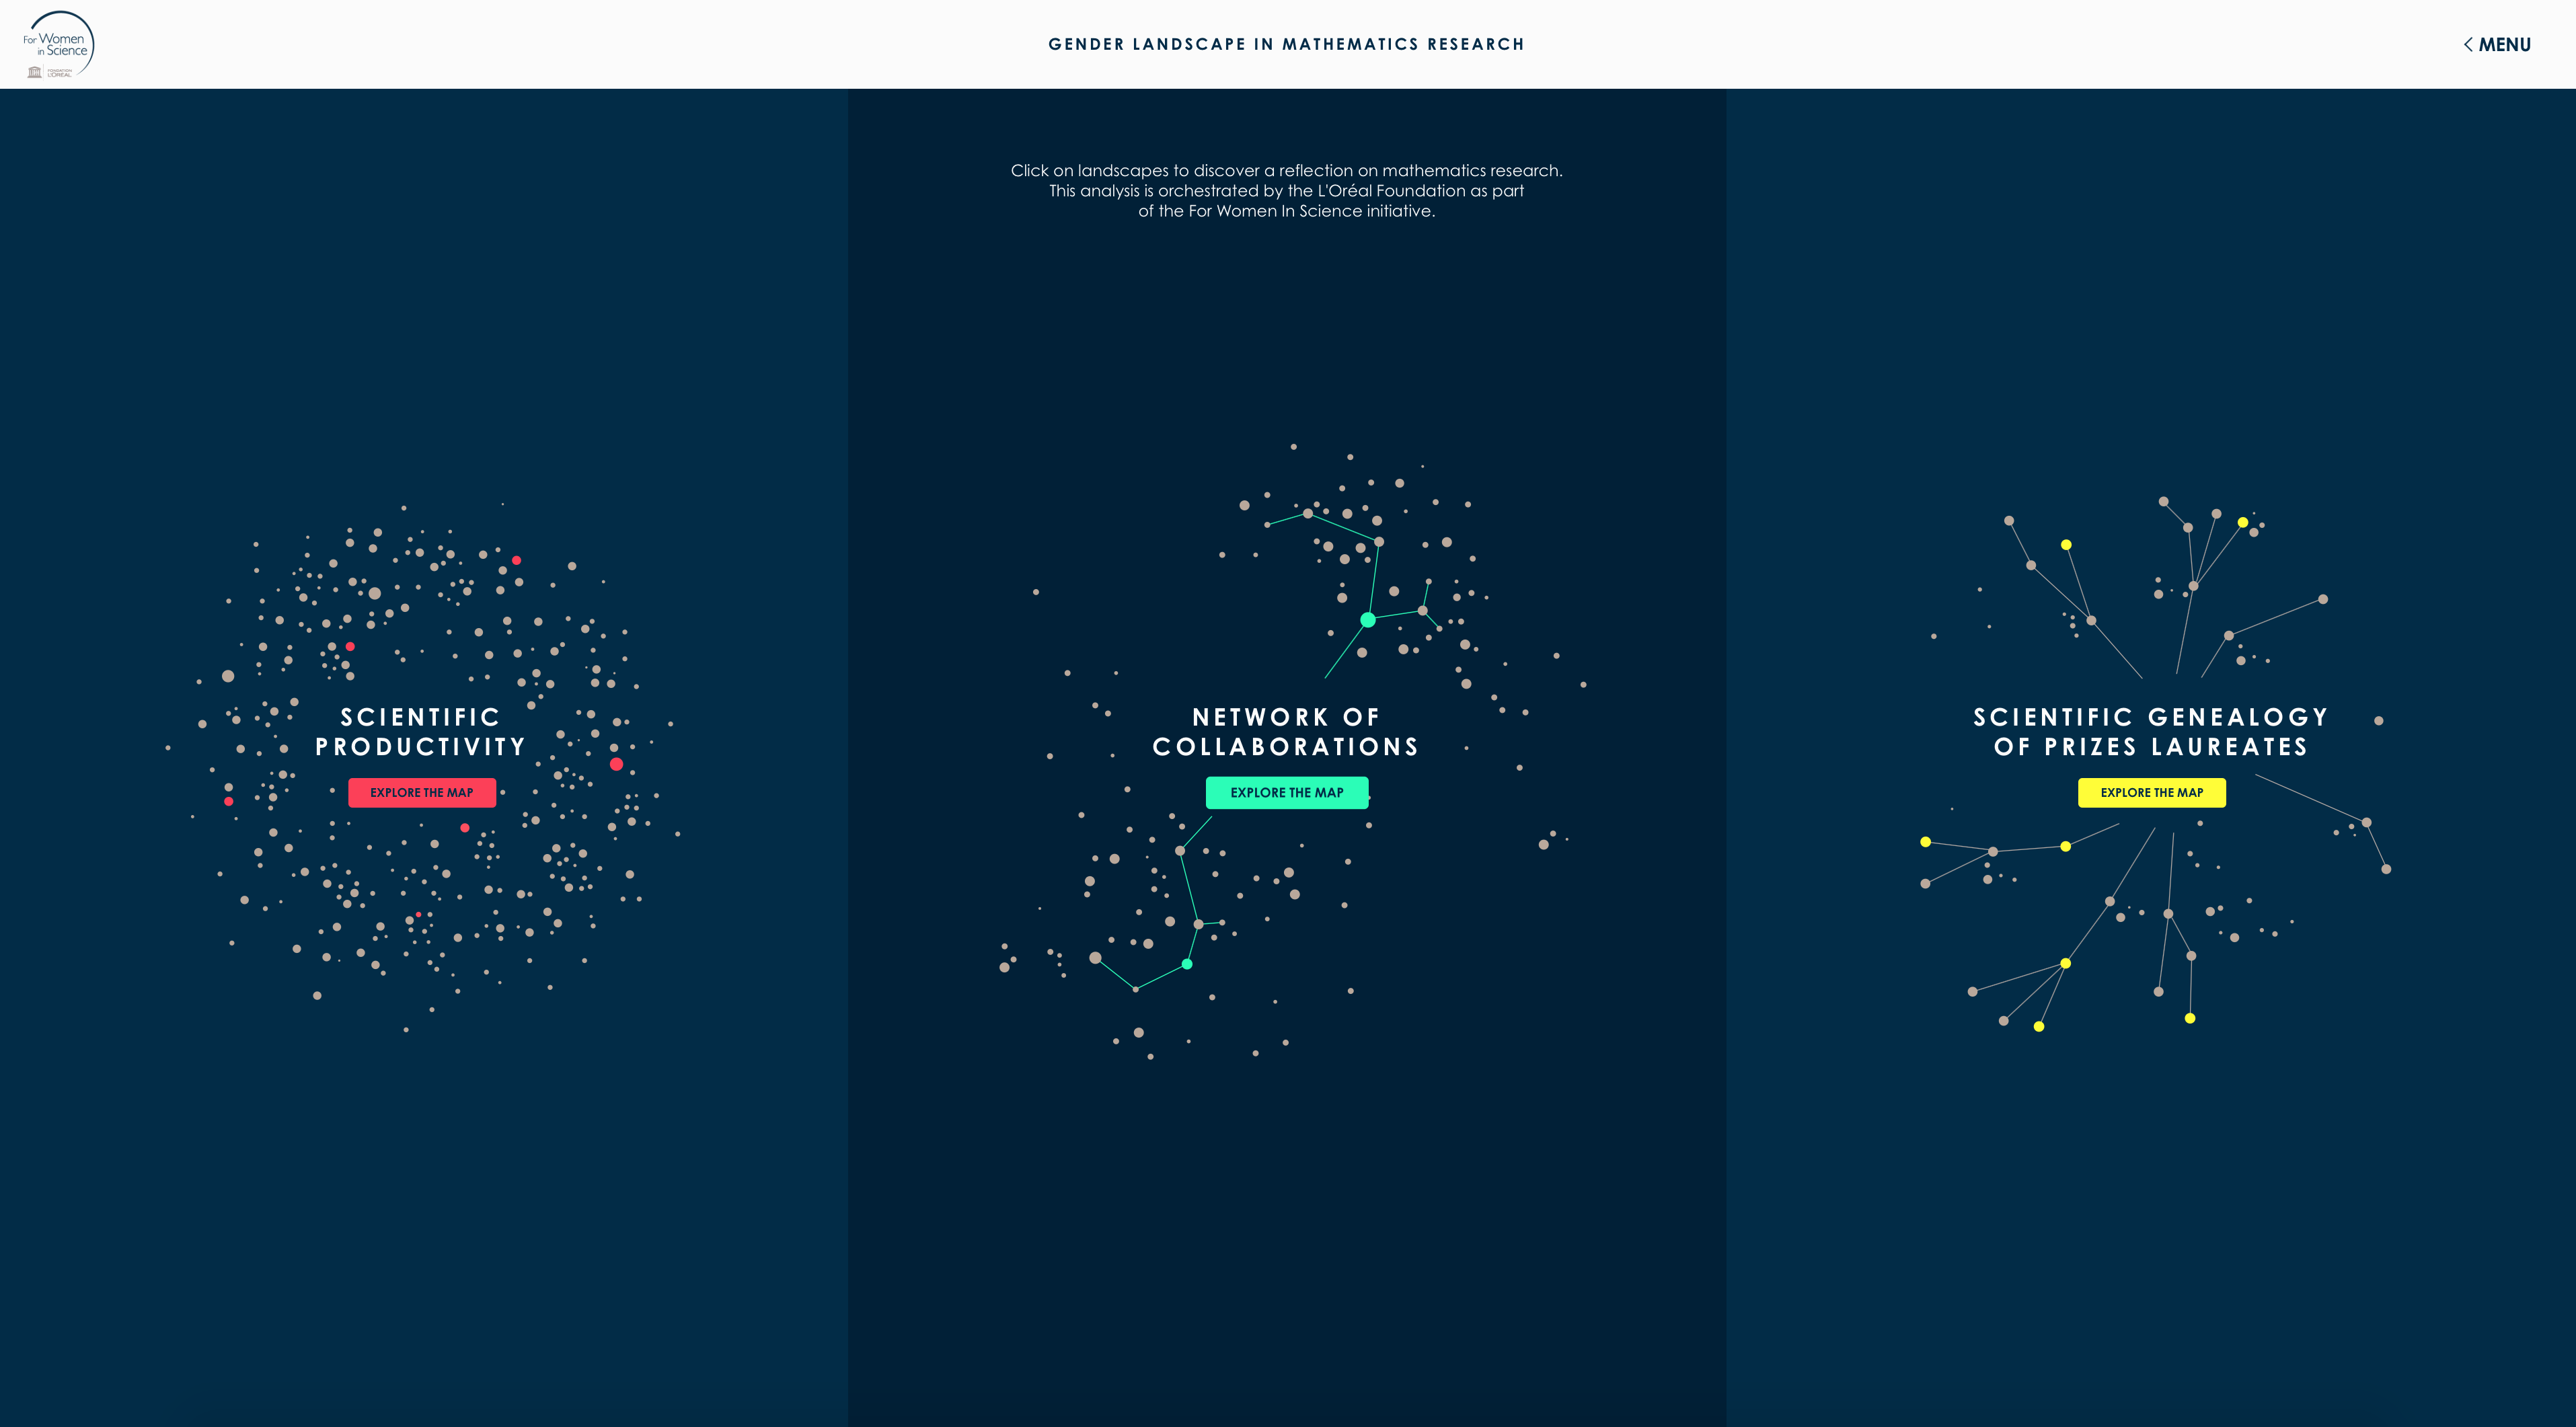 For Women
in Science
FONDATION
L'ORÉAL
GENDER LANDSCAPE IN MATHEMATICS RESEARCH
MENU
Click on landscapes to discover a reflection on mathematics research.
This analysis is orchestrated by the L'Oréal Foundation as part
of the For Women In Science initiative.
SCIENTIFIC
PRODUCTIVITY
EXPLORE THE MAP
NETWORK OF
COLLABORATIONS
EXPLORE THE MAP
SCIENTIFIC GENEALOGY
OF PRIZES LAUREATES
EXPLORE THE MAP